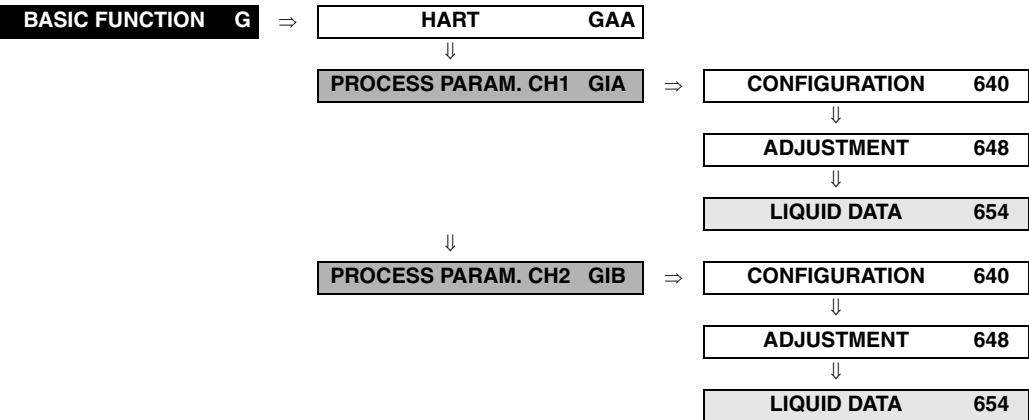 BASIC FUNCTION G ⇒ HART GAA
⇓
PROCESS PARAM. CH1 GIA ⇒ CONFIGURATION 640
⇓
ADJUSTMENT 648
⇓
LIQUID DATA 654
⇓
PROCESS PARAM. CH2 GIB ⇒ CONFIGURATION 640
⇓
ADJUSTMENT 648
⇓
LIQUID DATA 654